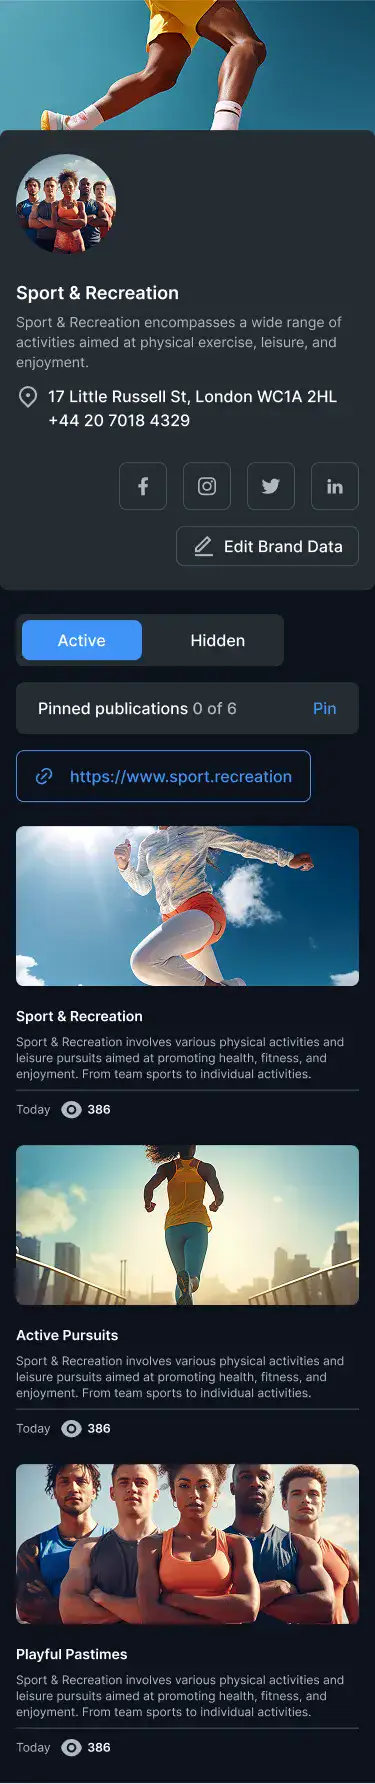 Sport & Recreation
Sport & Recreation encompasses a wide range of
activities aimed at physical exercise, leisure, and
enjoyment.
17 Little Russell St, London WC1A 2HL
+44 20 7018 4329
Edit Brand Data
Active Hidden
Pinned publications 0 of 6 Pin
https://www.sport.recreation
Sport & Recreation
Sport & Recreation involves various physical activities and
leisure pursuits aimed at promoting health, fitness, and
enjoyment. From team sports to individual activities.
Today 386
Active Pursuits
Sport & Recreation involves various physical activities and
leisure pursuits aimed at promoting health, fitness, and
enjoyment. From team sports to individual activities.
Today 386
Playful Pastimes
Sport & Recreation involves various physical activities and
leisure pursuits aimed at promoting health, fitness, and
enjoyment. From team sports to individual activities.
Today 386